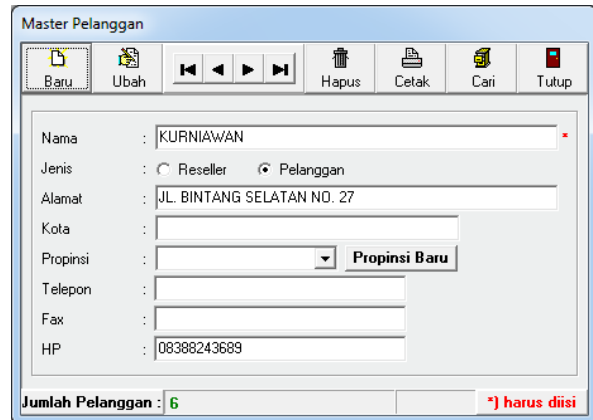 Master Pelanggan
Baru Ubah Hapus Cetak Cari Tutup
Nama : KURNIAWAN *
Jenis : Reseller Pelanggan
Alamat : JL. BINTANG SELATAN NO. 27
Kota :
Propinsi : Propinsi Baru
Telepon :
Fax :
HP : 08388243689
Jumlah Pelanggan : 6 *) harus diisi